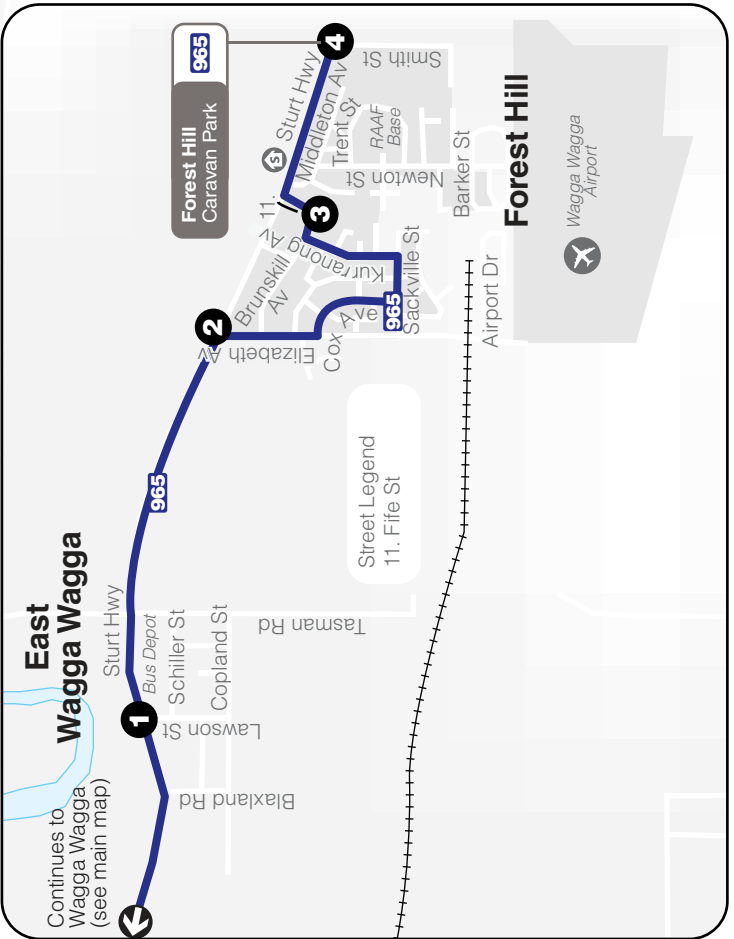 Continues to
Wagga Wagga
(see main map)
East
Wagga Wagga
Sturt Hwy
1
Bus Depot
Schiller St
Copland St
Lawson St
Blaxland Rd
Tasman Rd
965
Street Legend
11. Fife St
2
Elizabeth Av
Brunskill
Av
Cox Ave
965
Sackville St
Kurranong Av
11.
3
S
Sturt Hwy
Middleton Av
Trent St
RAAF
Base
Newton St
Barker St
Smith St
4
Forest Hill
Caravan Park
965
Forest Hill
Airport Dr
Wagga Wagga
Airport